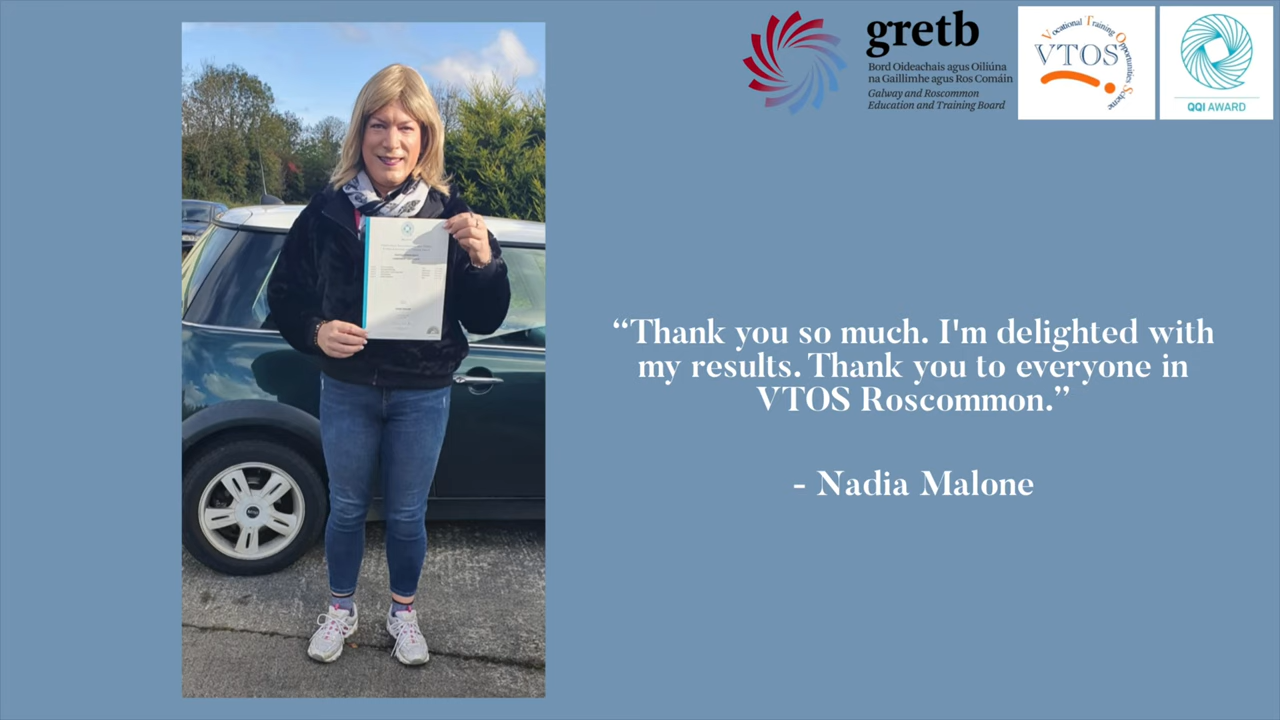 gretb
Bord Oideachais agus Oiliúna
na Gaillimhe agus Ros Comáin
Galway and Roscommon
Education and Training Board
Vocational Training Opportunities Scheme
VTOS
QQI AWARD
“Thank you so much. I'm delighted with
my results. Thank you to everyone in
VTOS Roscommon.”
- Nadia Malone